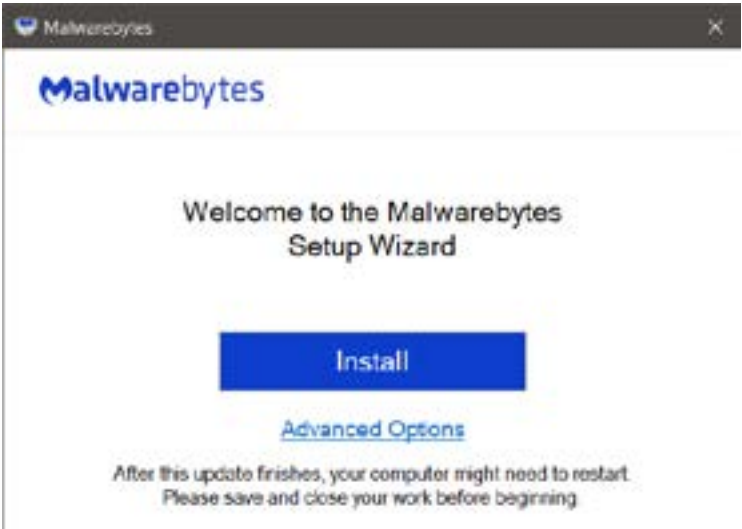 Malwarebytes
Malwarebytes
Welcome to the Malwarebytes
Setup Wizard
Install
Advanced Options
After this update finishes, your computer might need to restart.
Please save and close your work before beginning.